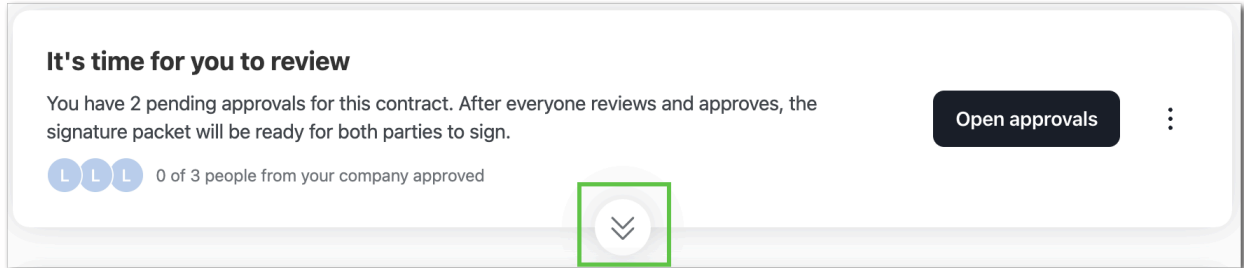 It's time for you to review
You have 2 pending approvals for this contract. After everyone reviews and approves, the
signature packet will be ready for both parties to sign.
Open approvals
L L L 0 of 3 people from your company approved